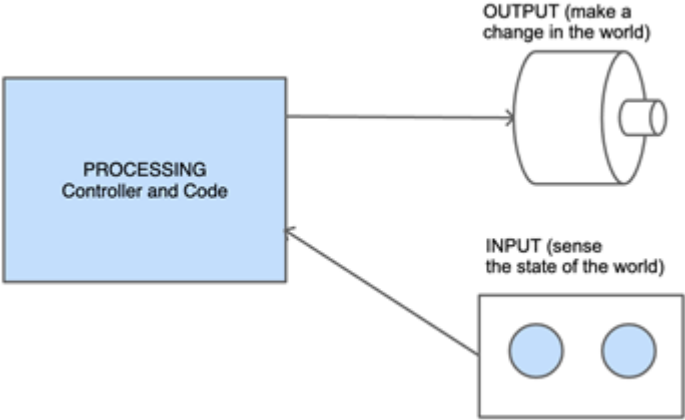 OUTPUT (make a
change in the world)
PROCESSING
Controller and Code
INPUT (sense
the state of the world)